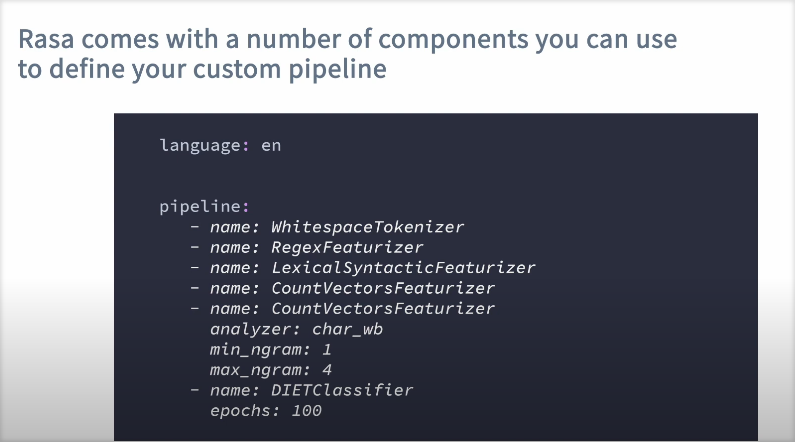 Rasa comes with a number of components you can use
to define your custom pipeline
language: en
pipeline:
- name: WhitespaceTokenizer
- name: RegexFeaturizer
- name: LexicalSyntacticFeaturizer
- name: CountVectorsFeaturizer
- name: CountVectorsFeaturizer
analyzer: char_wb
min_ngram: 1
max_ngram: 4
- name: DIETClassifier
epochs: 100